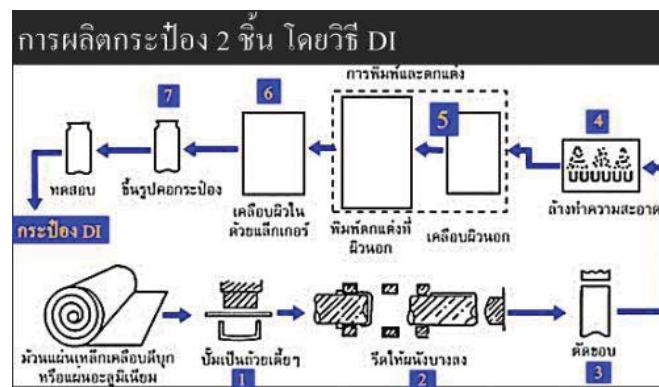 การผลิตกระป๋อง 2 ชิ้น โดยวิธี DI
การพิมพ์และตกแต่ง
7
6
5
4
ทดสอบ
ขึ้นรูปคอกระป๋อง
เคลือบผิวใน
ด้วยแล็กเกอร์
พิมพ์ตกแต่งที่
ผิวนอก
เคลือบผิวนอก
ล้างทำความสะอาด
กระป๋อง DI
ม้วนแผ่นเหล็กเคลือบดีบุก
หรือแผ่นอะลูมิเนียม
ปั๊มเป็นถ้วยเตี้ยๆ
1
รีดให้ผนังบางลง
2
ตัดขอบ
3